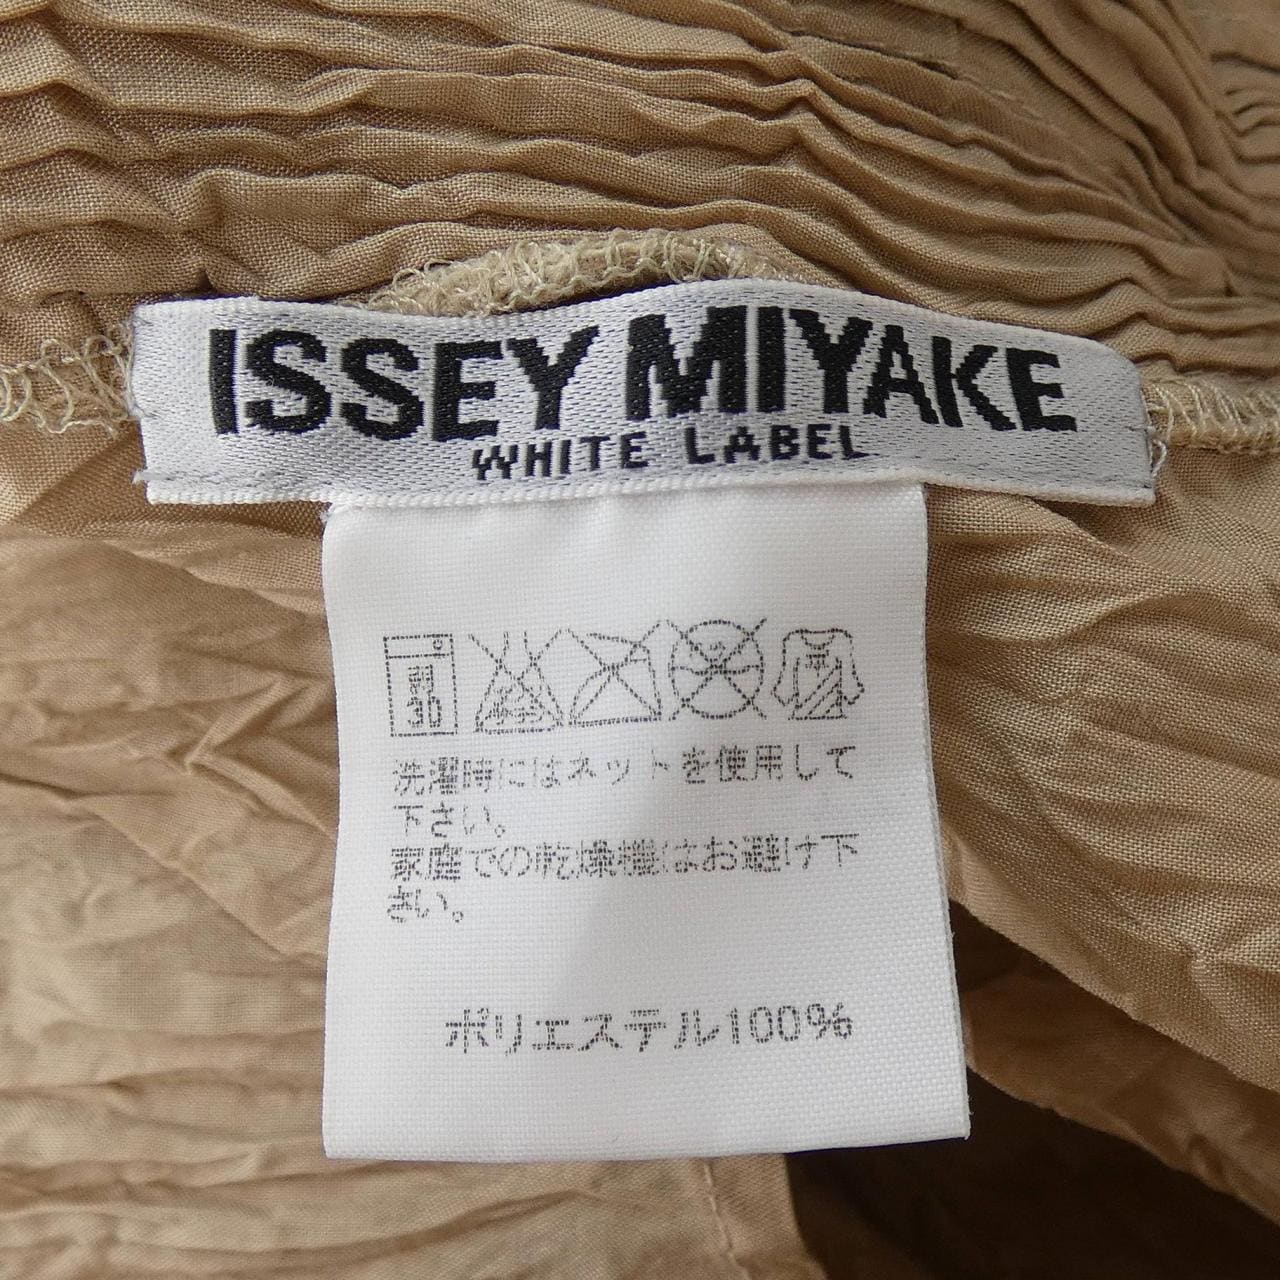 ISSEY MIYAKE
WHITE LABEL
弱
30
洗濯時にはネットを使用して
下さい。
家庭での乾燥機はお避け下
さい。
ポリエステル100%